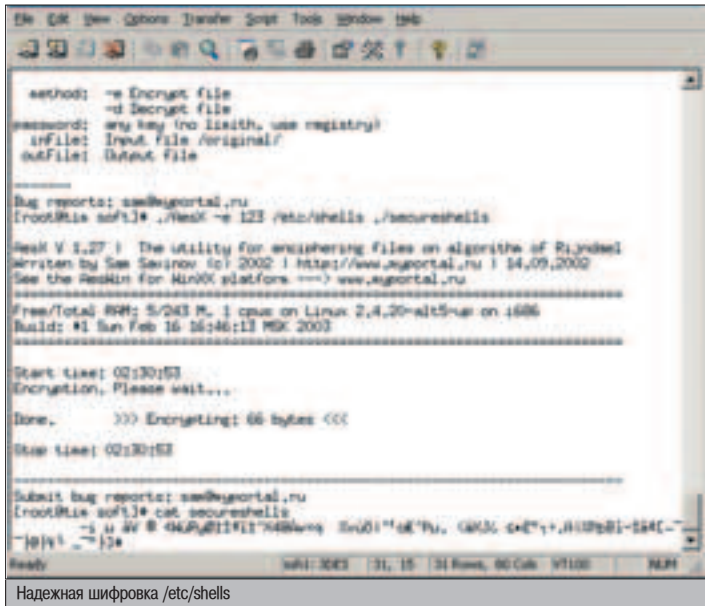 File Edit View Options Transfer Script Tools Window Help
method: -e Encrypt file
-d Decrypt file
password: any key (no limith, use registry)
inFile: Input file /original/
outFile: Output file
Bug reports: sam@myportal.ru
[root@tim soft]# ./AesX -e 123 /etc/shells ./secureshells
AesX V 1.27 | The utility for enciphering files on algorithm of Rijndael
Written by Sam Savinov (c) 2002 | http://www.myportal.ru | 14.09.2002
See the AesWin for WinXX platform ---> www.myportal.ru
Free/Total RAM: 5/243 M, 1 cpus on Linux 2.4.20-alt5-up on i686
Build: #1 Sun Feb 16 16:46:13 MSK 2003
Start time: 02:30:53
Encryption. Please wait...
Done. >>> Encrypting: 66 bytes <<<
Stop time: 02:30:53
Submit bug reports: sam@myportal.ru
[root@tim soft]# cat secureshells
Ready ssh1: 3DES 31, 15 31 Rows, 80 Cols VT100 NUM
Надежная шифровка /etc/shells